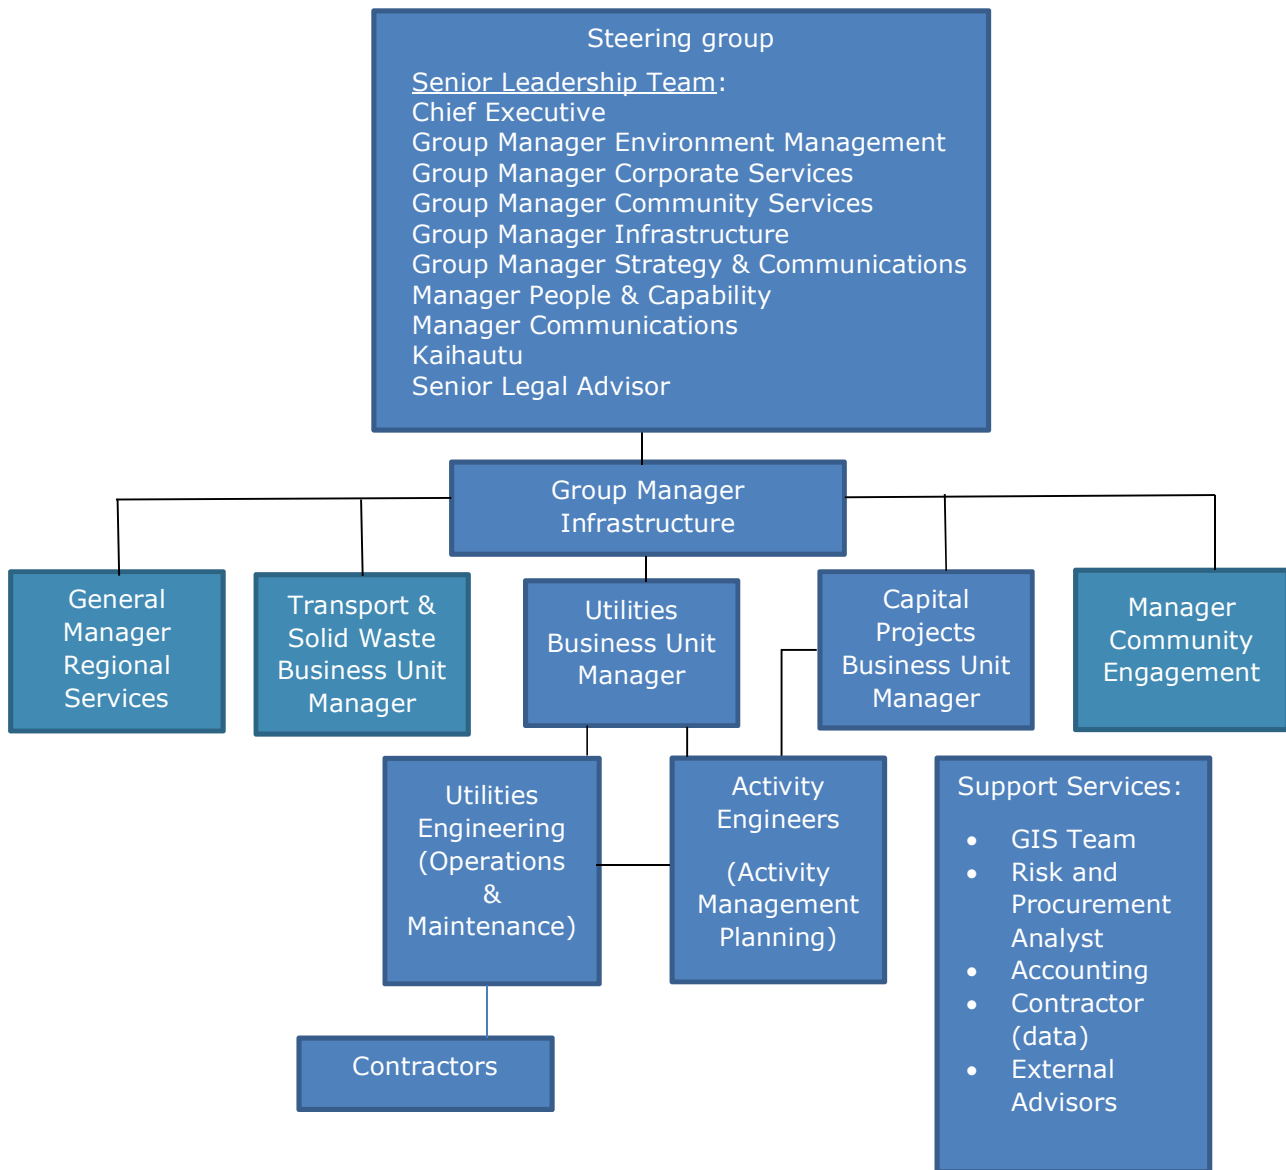 Steering group
Senior Leadership Team:
Chief Executive
Group Manager Environment Management
Group Manager Corporate Services
Group Manager Community Services
Group Manager Infrastructure
Group Manager Strategy & Communications
Manager People & Capability
Manager Communications
Kaihautu
Senior Legal Advisor
Group Manager
Infrastructure
General
Manager
Regional
Services
Transport &
Solid Waste
Business Unit
Manager
Utilities
Business Unit
Manager
Capital
Projects
Business Unit
Manager
Manager
Community
Engagement
Utilities
Engineering
(Operations
&
Maintenance)
Activity
Engineers
(Activity
Management
Planning)
Support Services:
• GIS Team
• Risk and
Procurement
Analyst
• Accounting
• Contractor
(data)
• External
Advisors
Contractors